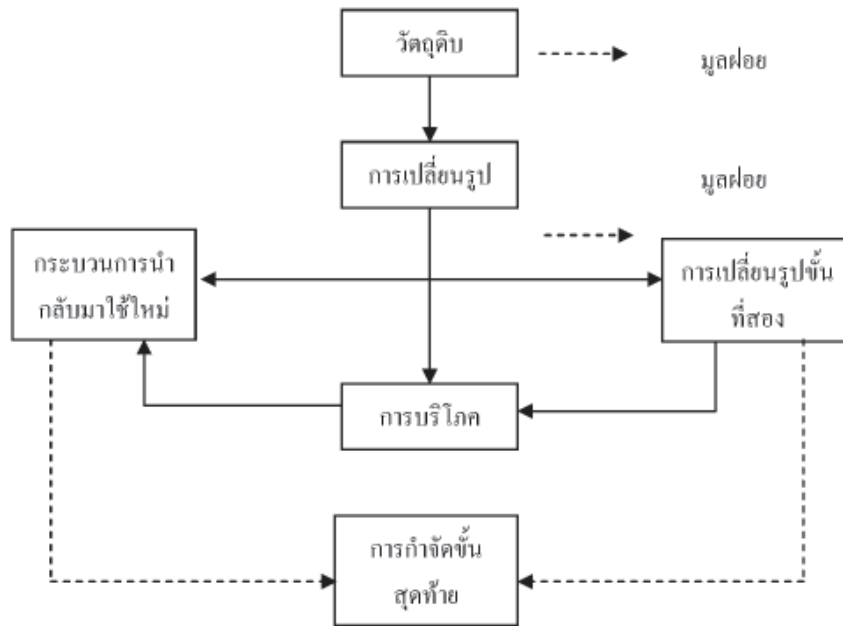 วัตถุดิบ
มูลฝอย
การเปลี่ยนรูป
มูลฝอย
กระบวนการนำ
กลับมาใช้ใหม่
การเปลี่ยนรูปขั้น
ที่สอง
การบริโภค
การกำจัดขั้น
สุดท้าย